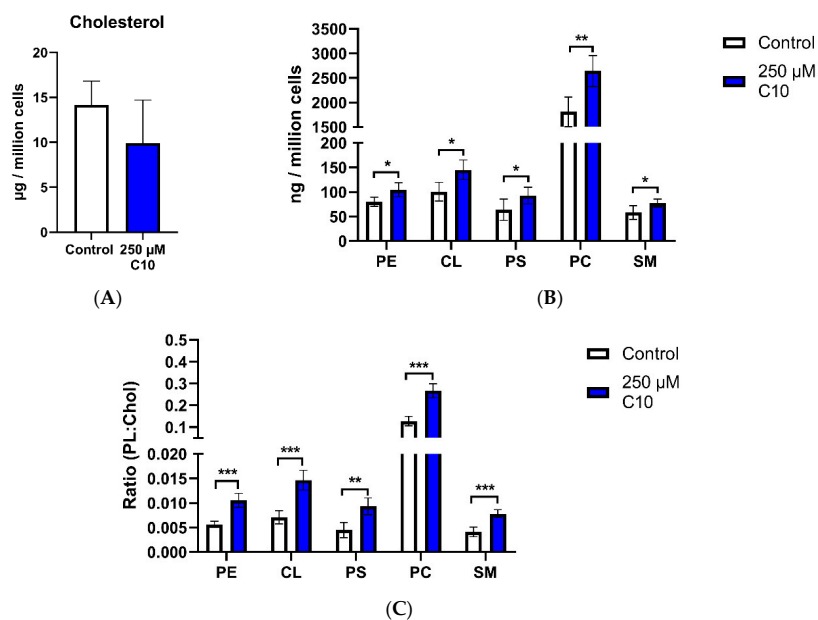 Cholesterol
µg / million cells
20
15
10
5
0
Control
250 µM
C10
(A)
ng / million cells
3500
3000
2500
2000
1500
200
150
100
50
0
*
*
*
**
*
PE CL PS PC SM
Control
250 µM
C10
(B)
Ratio (PL:Chol)
0.5
0.4
0.3
0.2
0.1
0.020
0.015
0.010
0.005
0.000
***
***
**
***
***
PE CL PS PC SM
Control
250 µM
C10
(C)